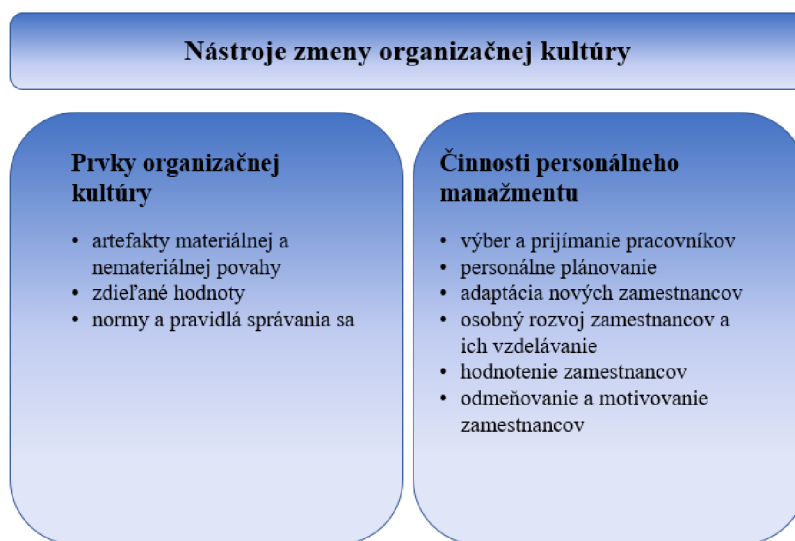 Nástroje zmeny organizačnej kultúry
Prvky organizačnej
kultúry
• artefakty materiálnej a
nemateriálnej povahy
• zdieľané hodnoty
• normy a pravidlá správania sa
Činnosti personálneho
manažmentu
• výber a prijímanie pracovníkov
• personálne plánovanie
• adaptácia nových zamestnancov
• osobný rozvoj zamestnancov a
ich vzdelávanie
• hodnotenie zamestnancov
• odmeňovanie a motivovanie
zamestnancov